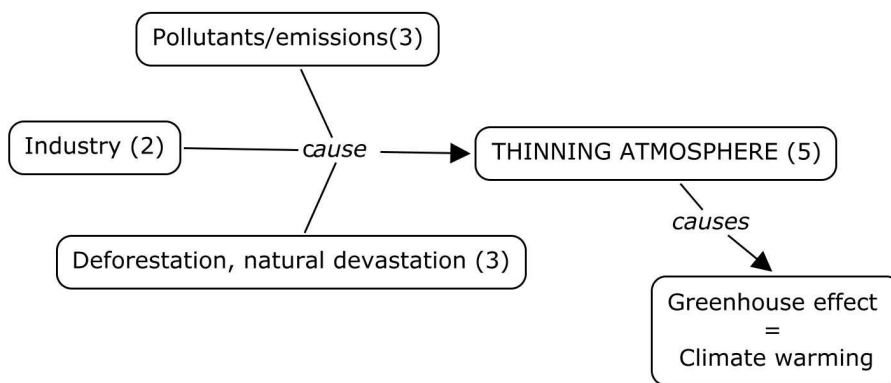 Pollutants/emissions(3)
Industry (2)
cause
THINNING ATMOSPHERE (5)
causes
Deforestation, natural devastation (3)
Greenhouse effect
=
Climate warming